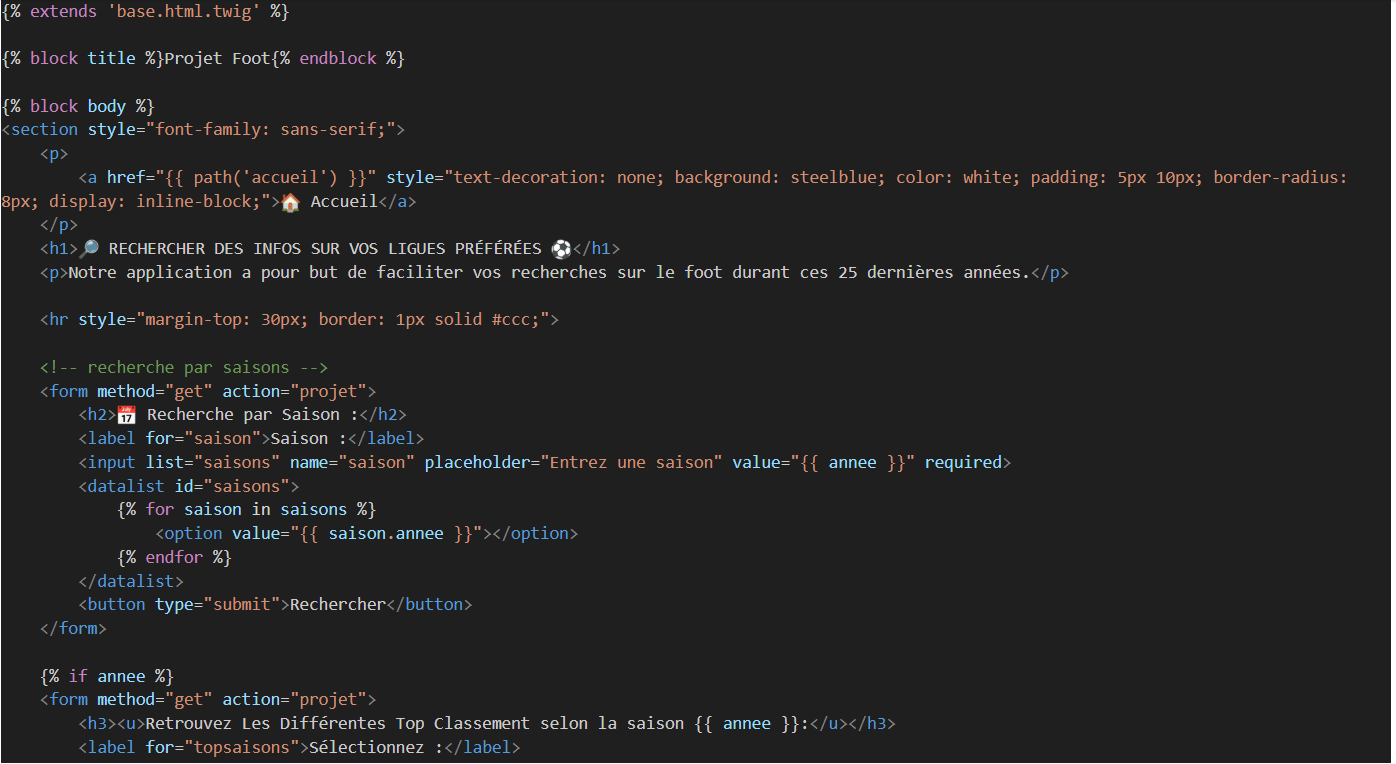 {% extends 'base.html.twig' %}
{% block title %}Projet Foot{% endblock %}
{% block body %}
<section style="font-family: sans-serif;">
    <p>
        <a href="{{ path('accueil') }}" style="text-decoration: none; background: steelblue; color: white; padding: 5px 10px; border-radius:
8px; display: inline-block;">🏠 Accueil</a>
    </p>
    <h1>🔎 RECHERCHER DES INFOS SUR VOS LIGUES PRÉFÉRÉES ⚽</h1>
    <p>Notre application a pour but de faciliter vos recherches sur le foot durant ces 25 dernières années.</p>
    <hr style="margin-top: 30px; border: 1px solid #ccc;">
    <!-- recherche par saisons -->
    <form method="get" action="projet">
        <h2>📅 Recherche par Saison :</h2>
        <label for="saison">Saison :</label>
        <input list="saisons" name="saison" placeholder="Entrez une saison" value="{{ annee }}" required>
        <datalist id="saisons">
            {% for saison in saisons %}
                <option value="{{ saison.annee }}"></option>
            {% endfor %}
        </datalist>
        <button type="submit">Rechercher</button>
    </form>
    {% if annee %}
    <form method="get" action="projet">
        <h3><u>Retrouvez Les Différentes Top Classement selon la saison {{ annee }}:</u></h3>
        <label for="topsaisons">Sélectionnez :</label>